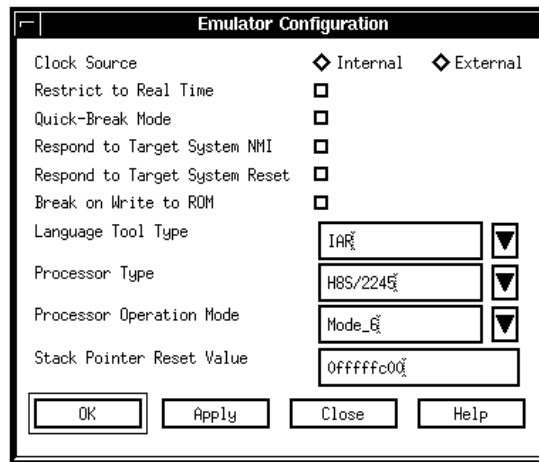 Emulator Configuration
Clock Source Internal External
Restrict to Real Time
Quick-Break Mode
Respond to Target System NMI
Respond to Target System Reset
Break on Write to ROM
Language Tool Type IAR
Processor Type H8S/2245
Processor Operation Mode Mode_6
Stack Pointer Reset Value 0fffffc00
OK Apply Close Help